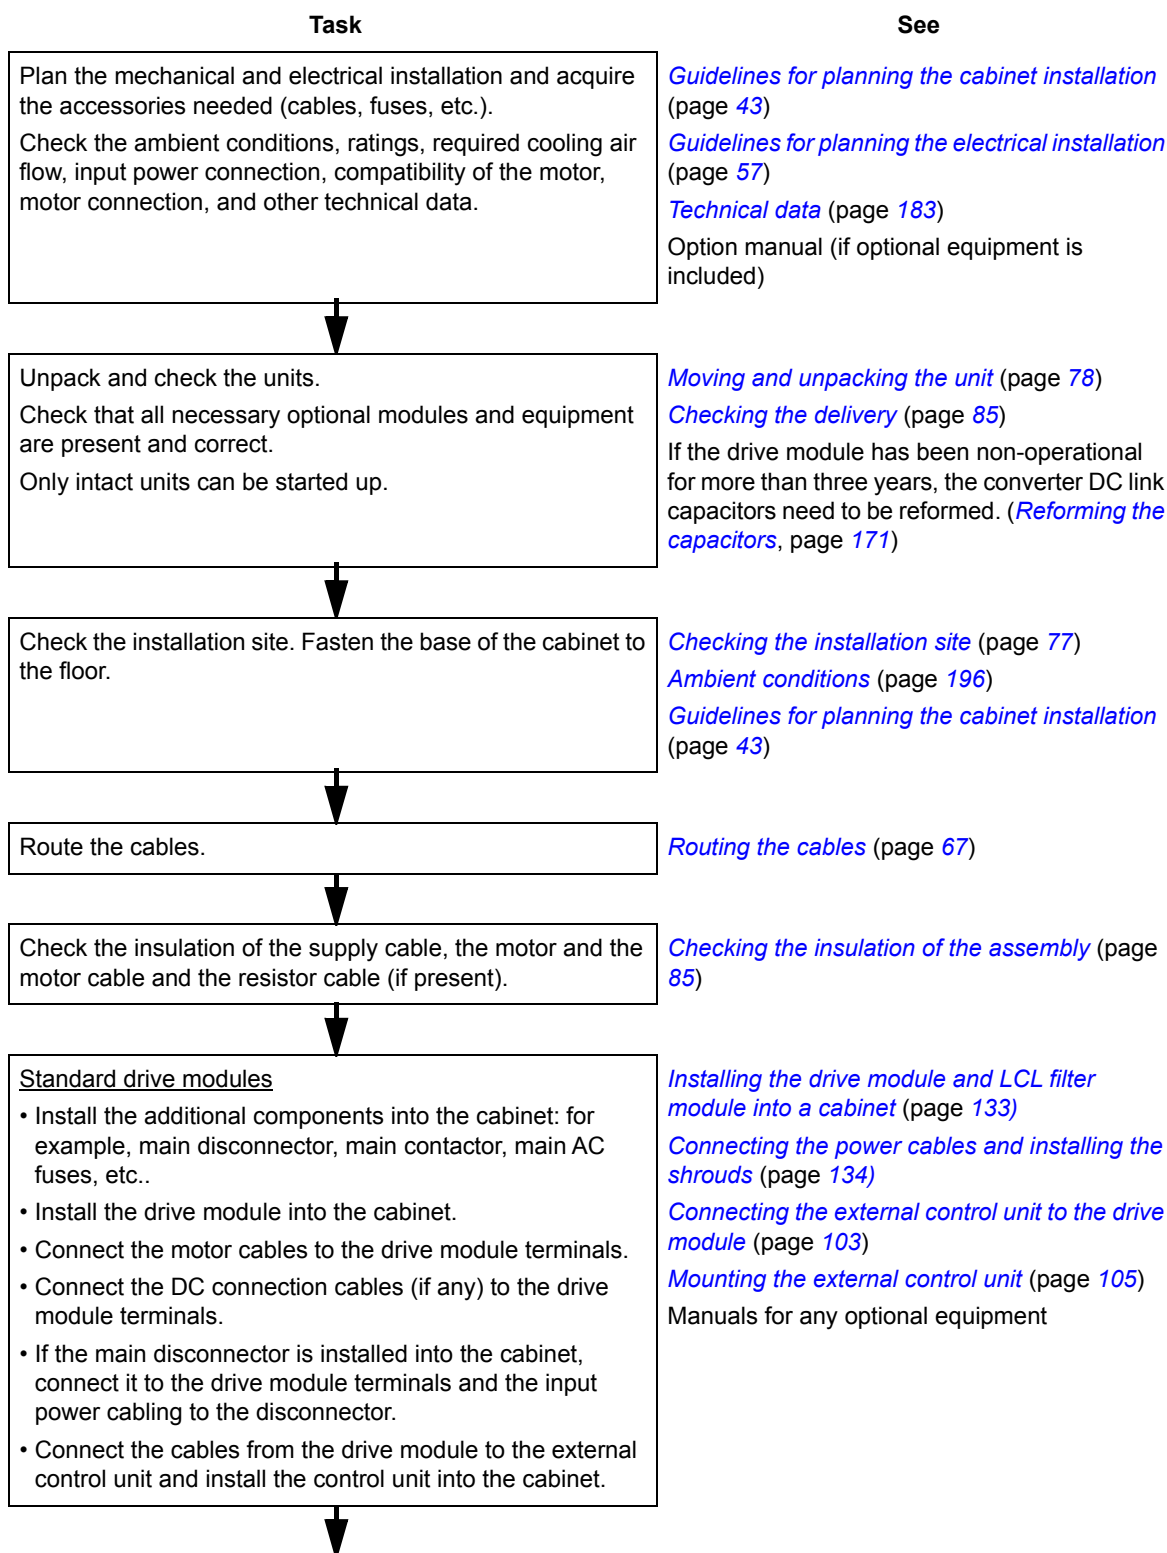 Task
See
Plan the mechanical and electrical installation and acquire
the accessories needed (cables, fuses, etc.).
Check the ambient conditions, ratings, required cooling air
flow, input power connection, compatibility of the motor,
motor connection, and other technical data.
Guidelines for planning the cabinet installation
(page 43)
Guidelines for planning the electrical installation
(page 57)
Technical data (page 183)
Option manual (if optional equipment is
included)
Unpack and check the units.
Check that all necessary optional modules and equipment
are present and correct.
Only intact units can be started up.
Moving and unpacking the unit (page 78)
Checking the delivery (page 85)
If the drive module has been non-operational
for more than three years, the converter DC link
capacitors need to be reformed. (Reforming the
capacitors, page 171)
Check the installation site. Fasten the base of the cabinet to
the floor.
Checking the installation site (page 77)
Ambient conditions (page 196)
Guidelines for planning the cabinet installation
(page 43)
Route the cables.
Routing the cables (page 67)
Check the insulation of the supply cable, the motor and the
motor cable and the resistor cable (if present).
Checking the insulation of the assembly (page
85)
Standard drive modules
• Install the additional components into the cabinet: for
example, main disconnector, main contactor, main AC
fuses, etc..
• Install the drive module into the cabinet.
• Connect the motor cables to the drive module terminals.
• Connect the DC connection cables (if any) to the drive
module terminals.
• If the main disconnector is installed into the cabinet,
connect it to the drive module terminals and the input
power cabling to the disconnector.
• Connect the cables from the drive module to the external
control unit and install the control unit into the cabinet.
Installing the drive module and LCL filter
module into a cabinet (page 133)
Connecting the power cables and installing the
shrouds (page 134)
Connecting the external control unit to the drive
module (page 103)
Mounting the external control unit (page 105)
Manuals for any optional equipment